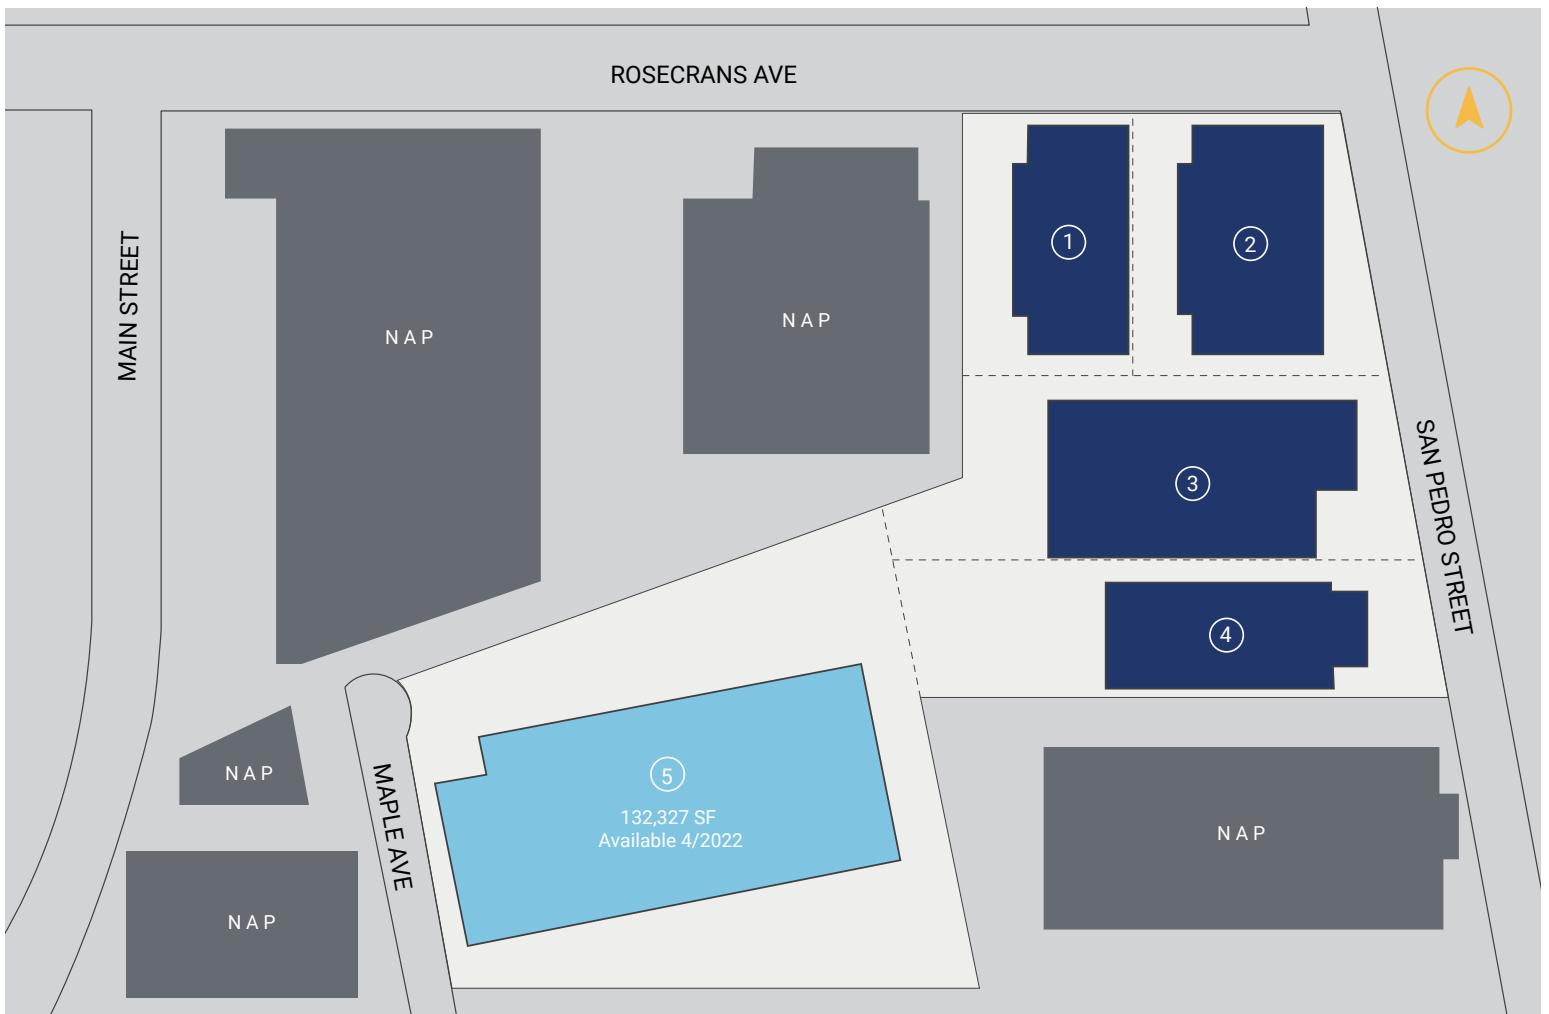 ROSECRANS AVE
MAIN STREET
NAP
NAP
1
2
3
SAN PEDRO STREET
4
NAP
MAPLE AVE
5
132,327 SF
Available 4/2022
NAP
NAP